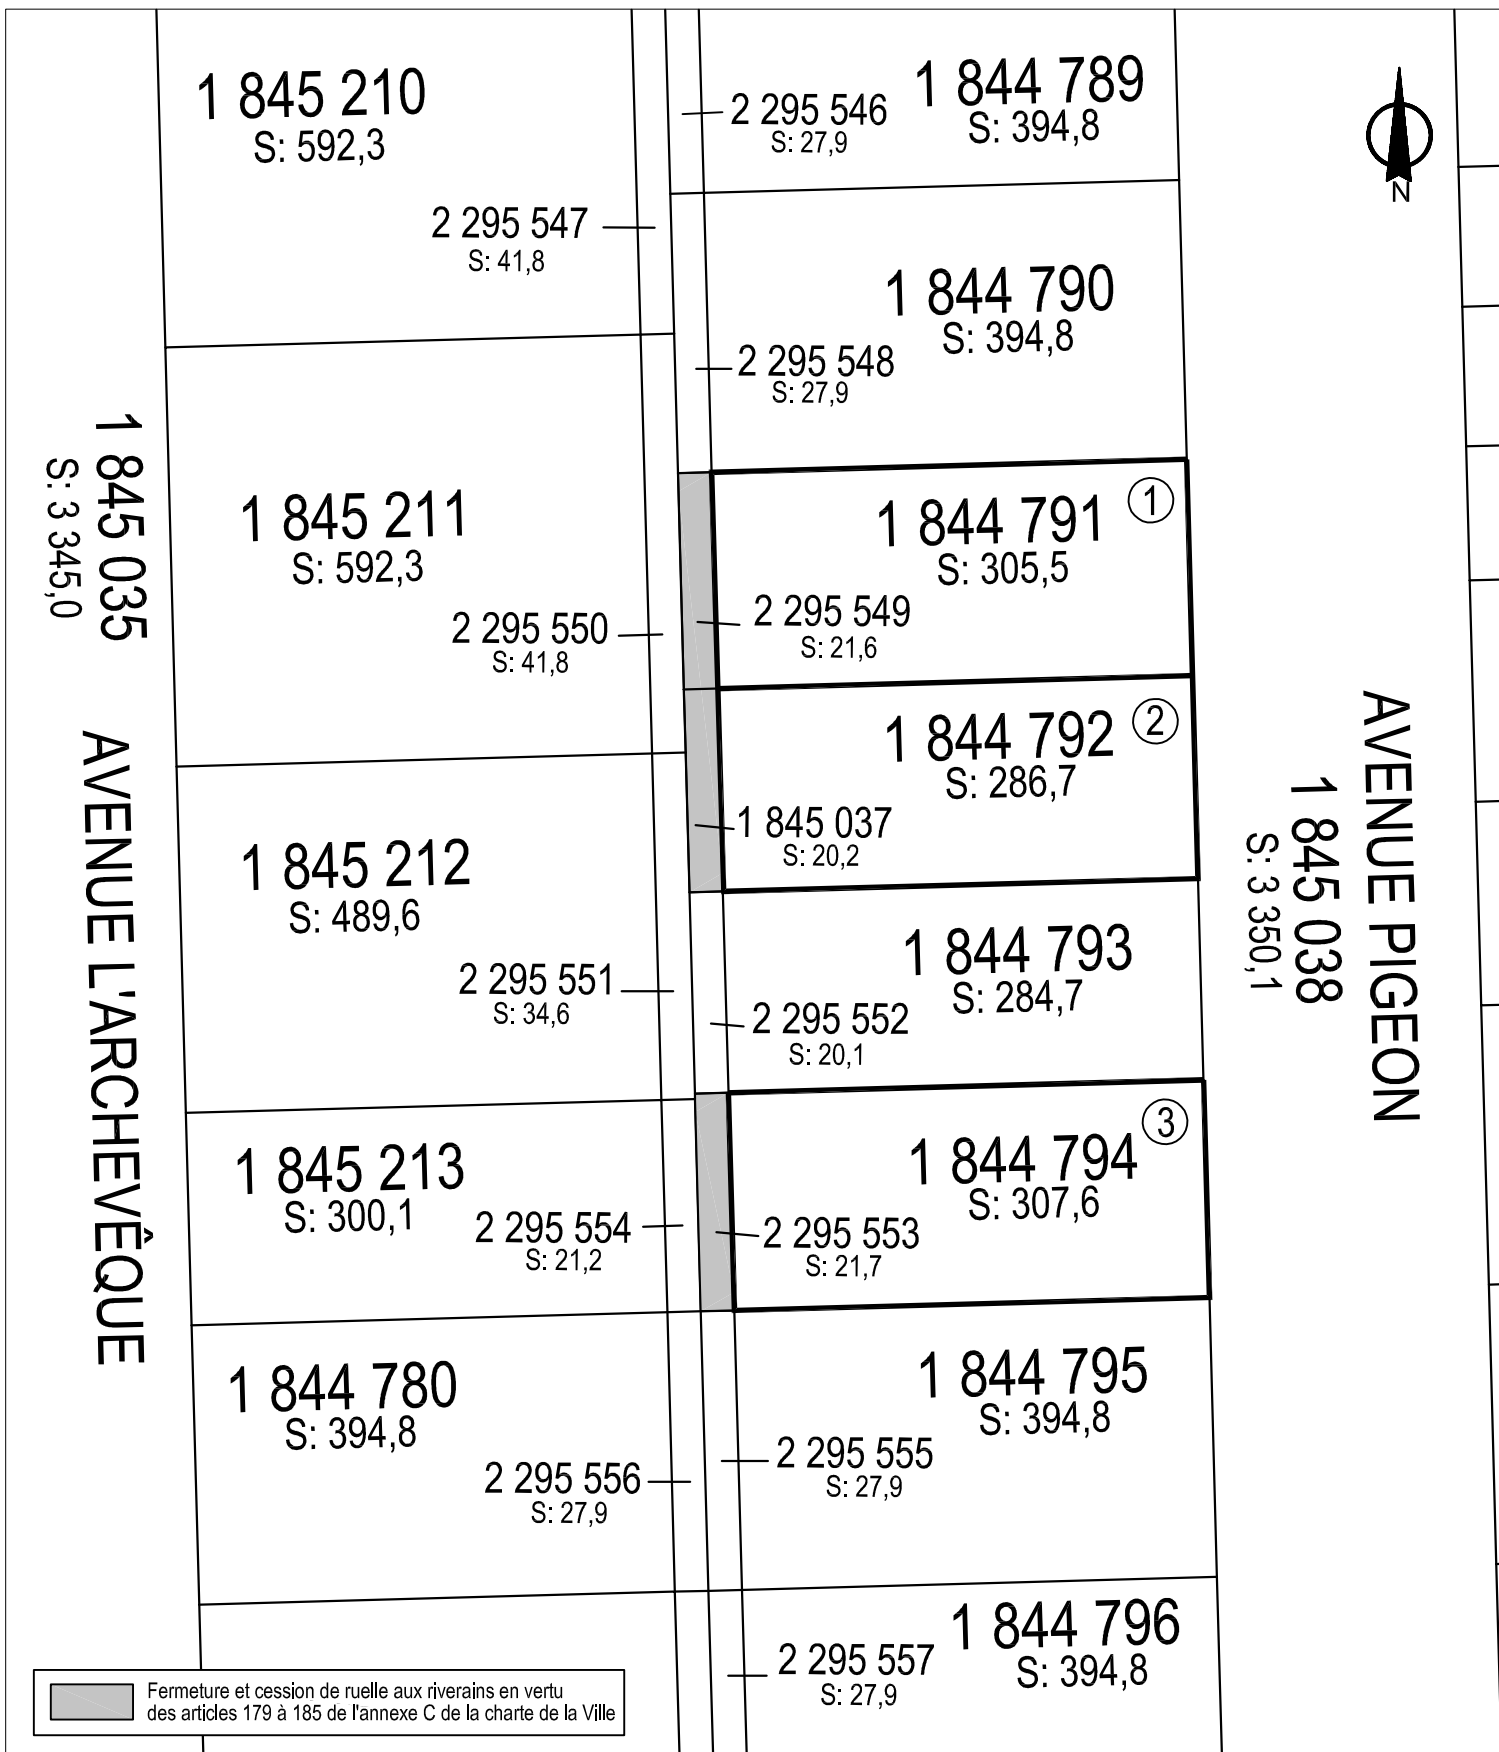 1 845 210
S: 592,3
2 295 546
S: 27,9
1 844 789
S: 394,8
N
2 295 547
S: 41,8
1 844 790
S: 394,8
2 295 548
S: 27,9
1 845 035
S: 3 345,0
AVENUE L'ARCHEVÊQUE
1 845 211
S: 592,3
2 295 550
S: 41,8
1 844 791
1
S: 305,5
2 295 549
S: 21,6
1 844 792
2
S: 286,7
1 845 037
S: 20,2
AVENUE PIGEON
1 845 038
S: 3 350,1
1 845 212
S: 489,6
2 295 551
S: 34,6
1 844 793
S: 284,7
2 295 552
S: 20,1
1 845 213
S: 300,1
2 295 554
S: 21,2
1 844 794
3
S: 307,6
2 295 553
S: 21,7
1 844 780
S: 394,8
2 295 556
S: 27,9
1 844 795
S: 394,8
2 295 555
S: 27,9
1 844 796
S: 394,8
2 295 557
S: 27,9
Fermeture et cession de ruelle aux riverains en vertu
des articles 179 à 185 de l'annexe C de la charte de la Ville